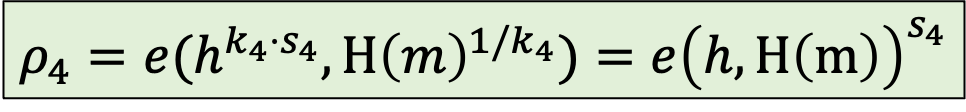 ρ₄ = e(h^{k₄·s₄}, H(m)^{1/k₄}) = e(h, H(m))^{s₄}